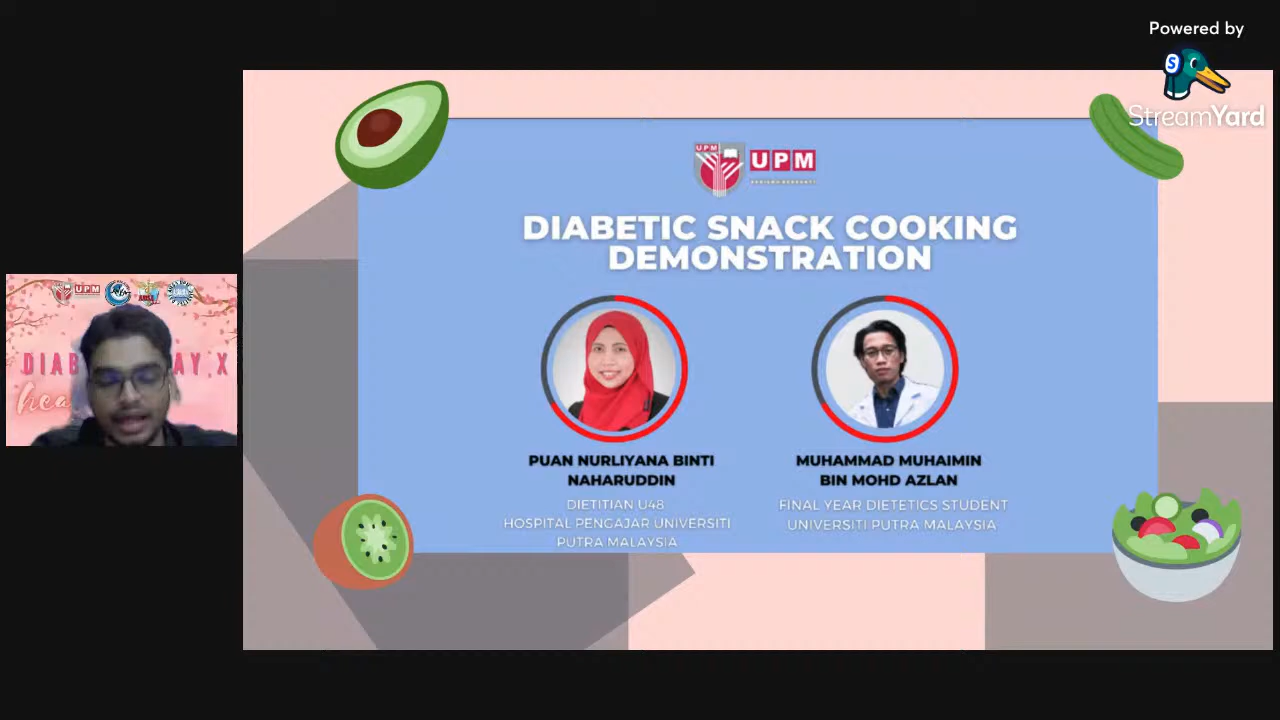 Powered by
StreamYard
UPM
UPM
DIABETIC SNACK COOKING
DEMONSTRATION
PUAN NURLIYANA BINTI
NAHARUDDIN
DIETITIAN U48
HOSPITAL PENGAJAR UNIVERSITI
PUTRA MALAYSIA
MUHAMMAD MUHAIMIN
BIN MOHD AZLAN
FINAL YEAR DIETETICS STUDENT
UNIVERSITI PUTRA MALAYSIA
UPM